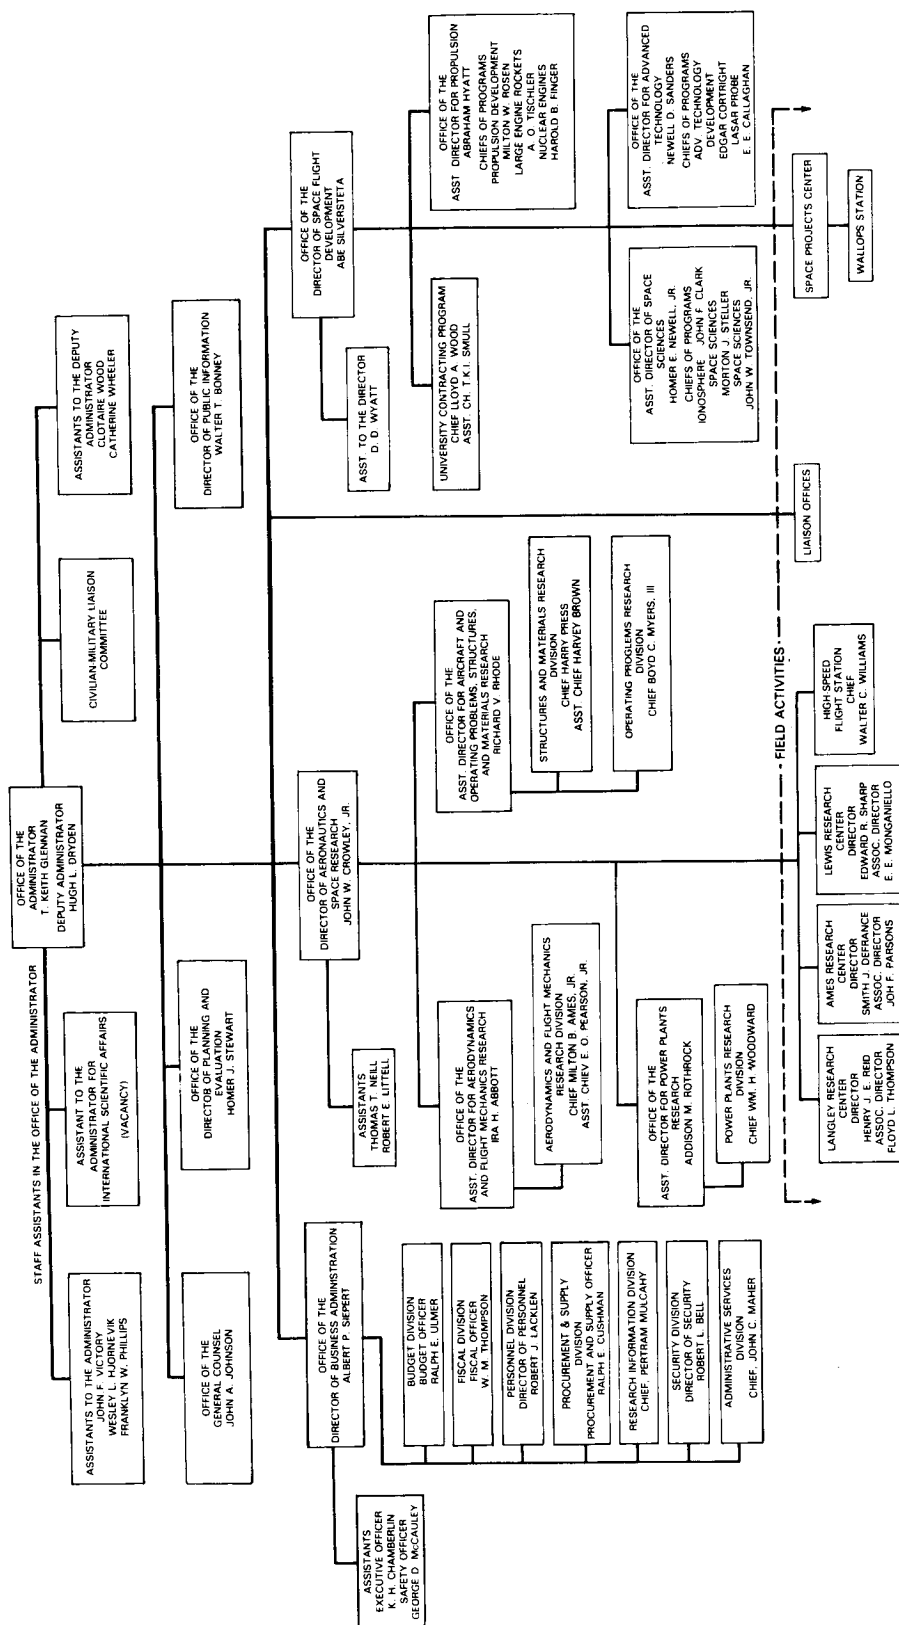 STAFF ASSISTANTS IN THE OFFICE OF THE ADMINISTRATOR
OFFICE OF THE
ADMINISTRATOR
T. KEITH GLENNAN
DEPUTY ADMINISTRATOR
HUGH L. DRYDEN
ASSISTANTS TO THE ADMINISTRATOR
JOHN F. VICTORY
WESLEY L. HJORNEVIK
FRANKLYN W. PHILLIPS
ASSISTANT TO THE
ADMINISTRATOR FOR
INTERNATIONAL SCIENTIFIC AFFAIRS
(VACANCY)
CIVILIAN-MILITARY LIAISON
COMMITTEE
ASSISTANTS TO THE DEPUTY
ADMINISTRATOR
CLOTAIRE WOOD
CATHERINE WHEELER
OFFICE OF THE
GENERAL COUNSEL
JOHN A. JOHNSON
OFFICE OF THE
DIRECTOB OF PLANNING AND
EVALUATION
HOMER J. STEWART
OFFICE OF THE
DIRECTOR OF PUBLIC INFORMATION
WALTER T. BONNEY
OFFICE OF THE
DIRECTOR OF BUSINESS ADMINISTRATION
ALBERT P. SIEPERT
ASSISTANTS
EXECUTIVE OFFICER
K. H. CHAMBERLIN
SAFETY OFFICER
GEORGE D. McCAULEY
BUDGET DIVISION
BUDGET OFFICER
RALPH E. ULMER
FISCAL DIVISION
FISCAL OFFICER
W. M. THOMPSON
PERSONNEL DIVISION
DIRECTOR OF PERSONNEL
ROBERT J. LACKLEN
PROCUREMENT & SUPPLY
DIVISION
PROCUREMENT AND SUPPLY OFFICER
RALPH E. CUSHMAN
RESEARCH INFORMATION DIVISION
CHIEF, PERTRAM MULCAHY
SECURITY DIVISION
DIRECTOR OF SECURITY
ROBERT L. BELL
ADMINISTRATIVE SERVICES
DIVISION
CHIEF, JOHN C. MAHER
OFFICE OF THE
DIRECTOR OF AERONAUTICS AND
SPACE RESEARCH
JOHN W. CROWLEY, JR.
ASSISTANTS
THOMAS T. NEILL
ROBERT E. LITTELL
OFFICE OF THE
ASST. DIRECTOR FOR AERODYNAMICS
AND FLIGHT MECHANICS RESEARCH
IRA H. ABBOTT
AERODYNAMICS AND FLIGHT MECHANICS
RESEARCH DIVISION
CHIEF MILTON B. AMES, JR.
ASST. CHIEV E. O. PEARSON, JR.
OFFICE OF THE
ASST. DIRECTOR FOR AIRCRAFT AND
OPERATING PROBLEMS, STRUCTURES,
AND MATERIALS RESEARCH
RICHARD V. RHODE
STRUCTURES AND MATERIALS RESEARCH
DIVISION
CHIEF HARRY PRESS
ASST. CHIEF HARVEY BROWN
OPERATING PROGLEMS RESEARCH
DIVISION
CHIEF BOYD C. MYERS, III
OFFICE OF THE
ASST. DIRECTOR FOR POWER PLANTS
RESEARCH
ADDISON M. ROTHROCK
POWER PLANTS RESEARCH
DIVISION
CHIEF WM. H. WOODWARD
OFFICE OF THE
DIRECTOR OF SPACE FLIGHT
DEVELOPMENT
ABE SILVERSTETA
ASST. TO THE DIRECTOR
D. D. WYATT
UNIVERSITY CONTRACTING PROGRAM
CHIEF LLOYD A. WOOD
ASST. CH. T.K.I. SMULL
OFFICE OF THE
ASST DIRECTOR FOR PROPULSION
ABRAHAM HYATT
CHIEFS OF PROGRAMS
PROPULSION DEVELOPMENT
MILTON W. ROSEN
LARGE ENGINE ROCKETS
A. O. TISCHLER
NUCLEAR ENGINES
HAROLD B. FINGER
OFFICE OF THE
ASST. DIRECTOR OF SPACE
SCIENCES
HOMER E. NEWELL, JR.
CHIEFS OF PROGRAMS
IONOSPHERE JOHN F. CLARK
SPACE SCIENCES
MORTON J. STELLER
SPACE SCIENCES
JOHN W. TOWNSEND, JR.
OFFICE OF THE
ASST. DIRECTOR FOR ADVANCED
TECHNOLOGY
NEWELL D. SANDERS
CHIEFS OF PROGRAMS
ADV. TECHNOLOGY
DEVELOPMENT
EDGAR CORTRIGHT
LASAR PROBE
E. E. CALLAGHAN
FIELD ACTIVITIES
LANGLEY RESEARCH
CENTER
DIRECTOR
HENRY J. E. REID
ASSOC. DIRECTOR
FLOYD L. THOMPSON
AMES RESEARCH
CENTER
DIRECTOR
SMITH J. DEFRANCE
ASSOC. DIRECTOR
JOH F. PARSONS
LEWIS RESEARCH
CENTER
DIRECTOR
EDWARD R. SHARP
ASSOC. DIRECTOR
E. E. MONGANIELLO
HIGH-SPEED
FLIGHT STATION
CHIEF
WALTER C. WILLIAMS
LIAISON OFFICES
SPACE PROJECTS CENTER
WALLOPS STATION